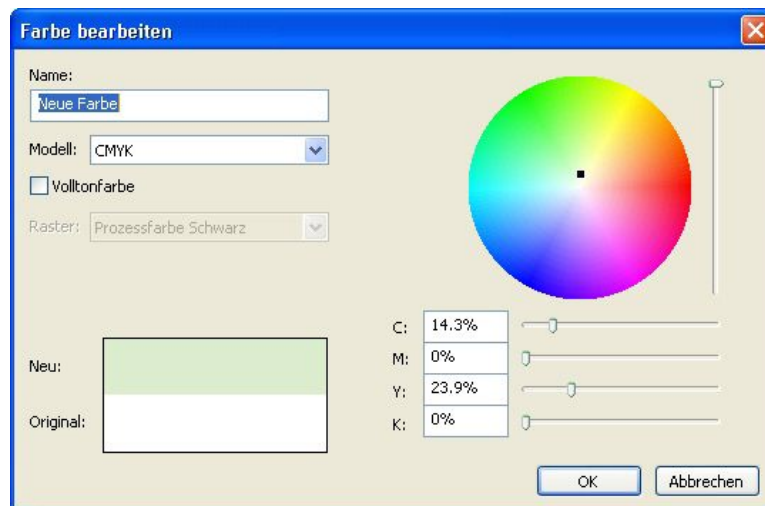 Farbe bearbeiten
Name:
Neue Farbe
Modell: CMYK
Volltonfarbe
Raster: Prozessfarbe Schwarz
Neu:
Original:
C: 14.3%
M: 0%
Y: 23.9%
K: 0%
OK
Abbrechen